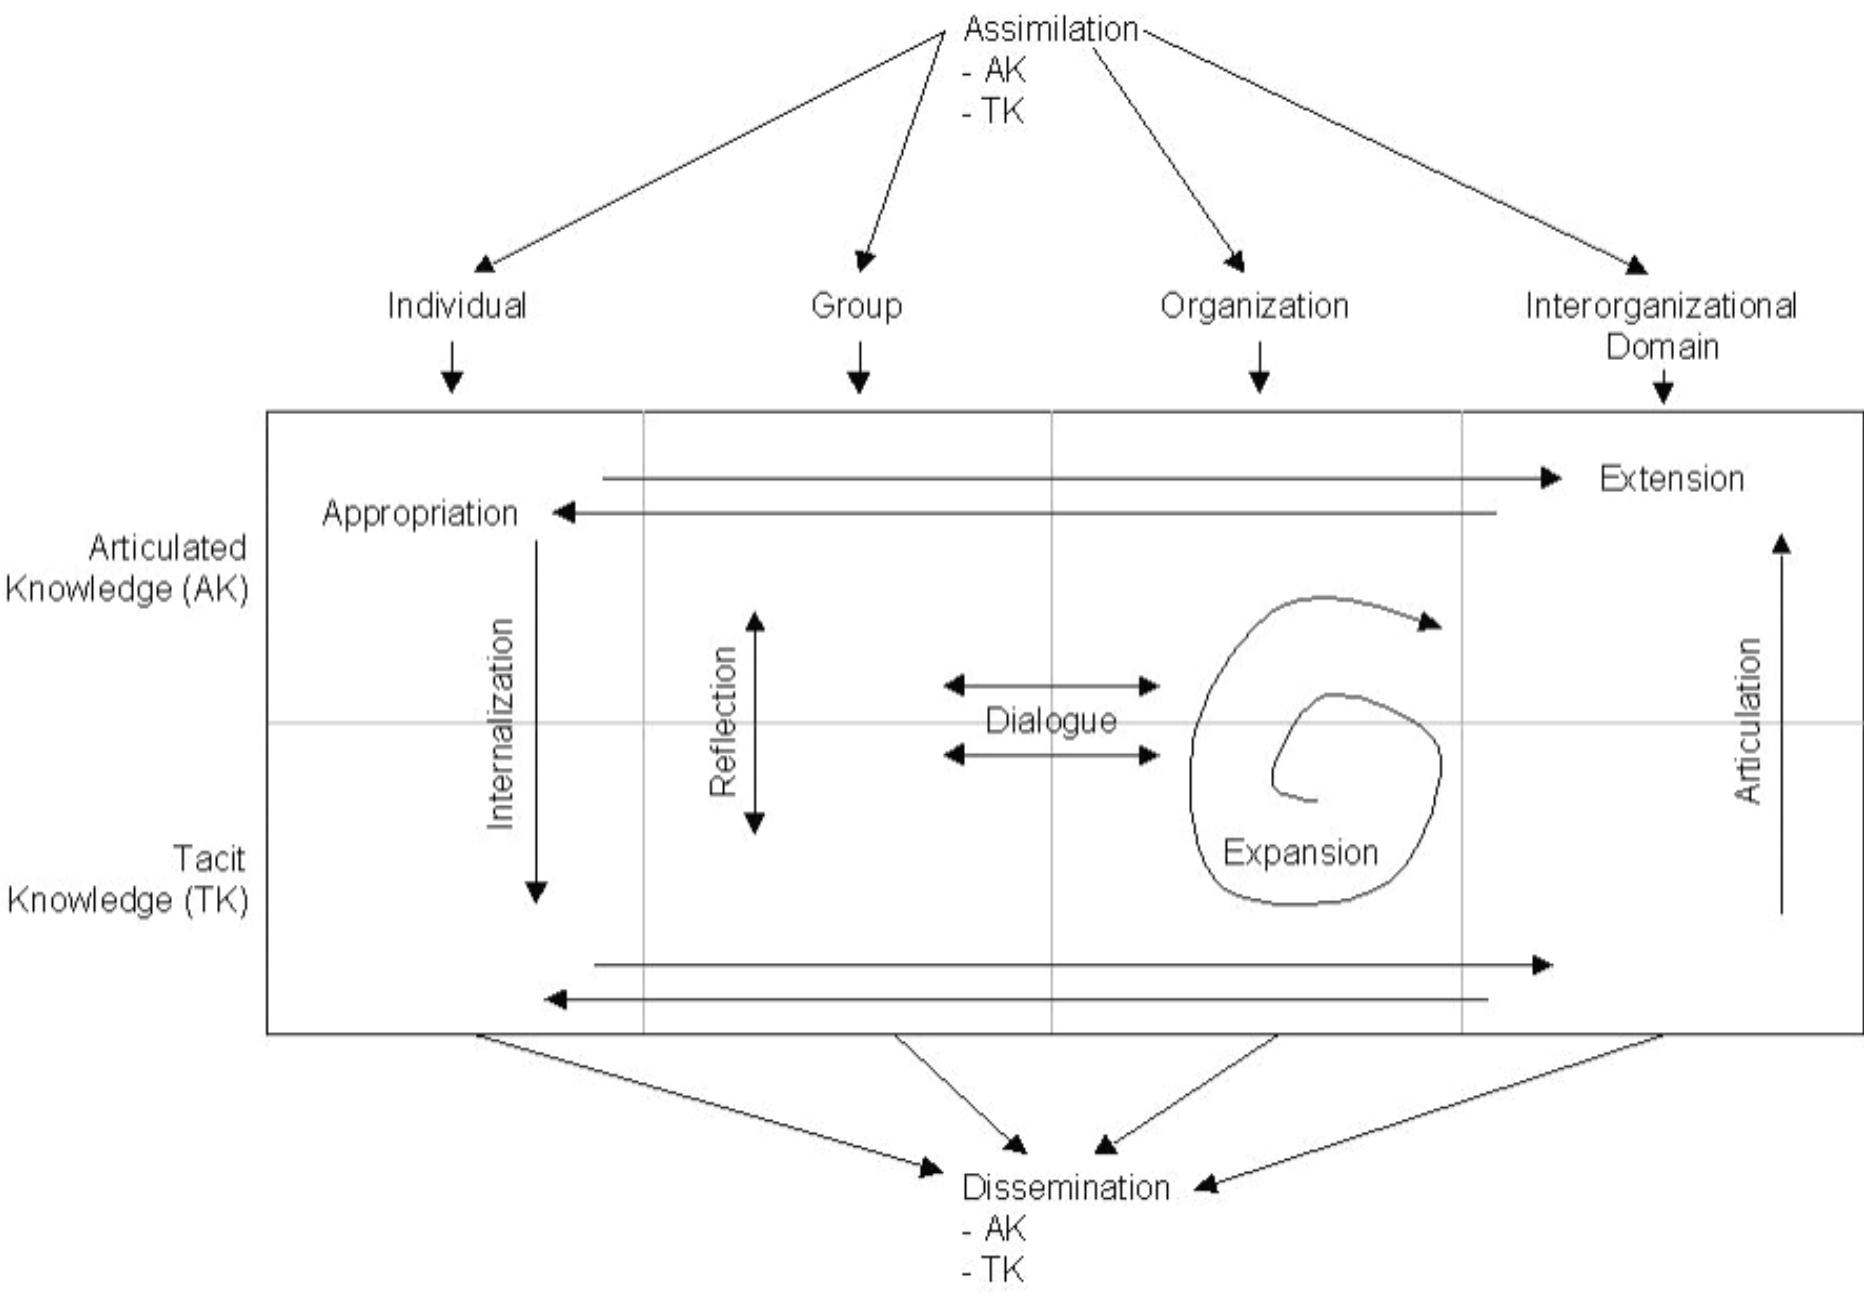 Assimilation
- AK
- TK
Individual
Group
Organization
Interorganizational
Domain
Extension
Appropriation
Articulated
Knowledge (AK)
Internalization
Reflection
Dialogue
Articulation
Expansion
Tacit
Knowledge (TK)
Dissemination
- AK
- TK